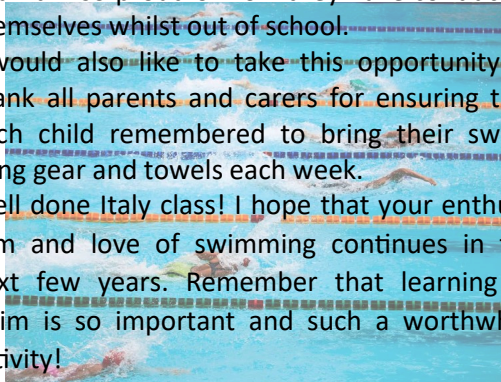 emselves whilst out of school.
would also like to take this opportunity
ank all parents and carers for ensuring t
ch child remembered to bring their sw
ng gear and towels each week.
ell done Italy class! I hope that your enthu
m and love of swimming continues in
xt few years. Remember that learning
im is so important and such a worthwh
tivity!